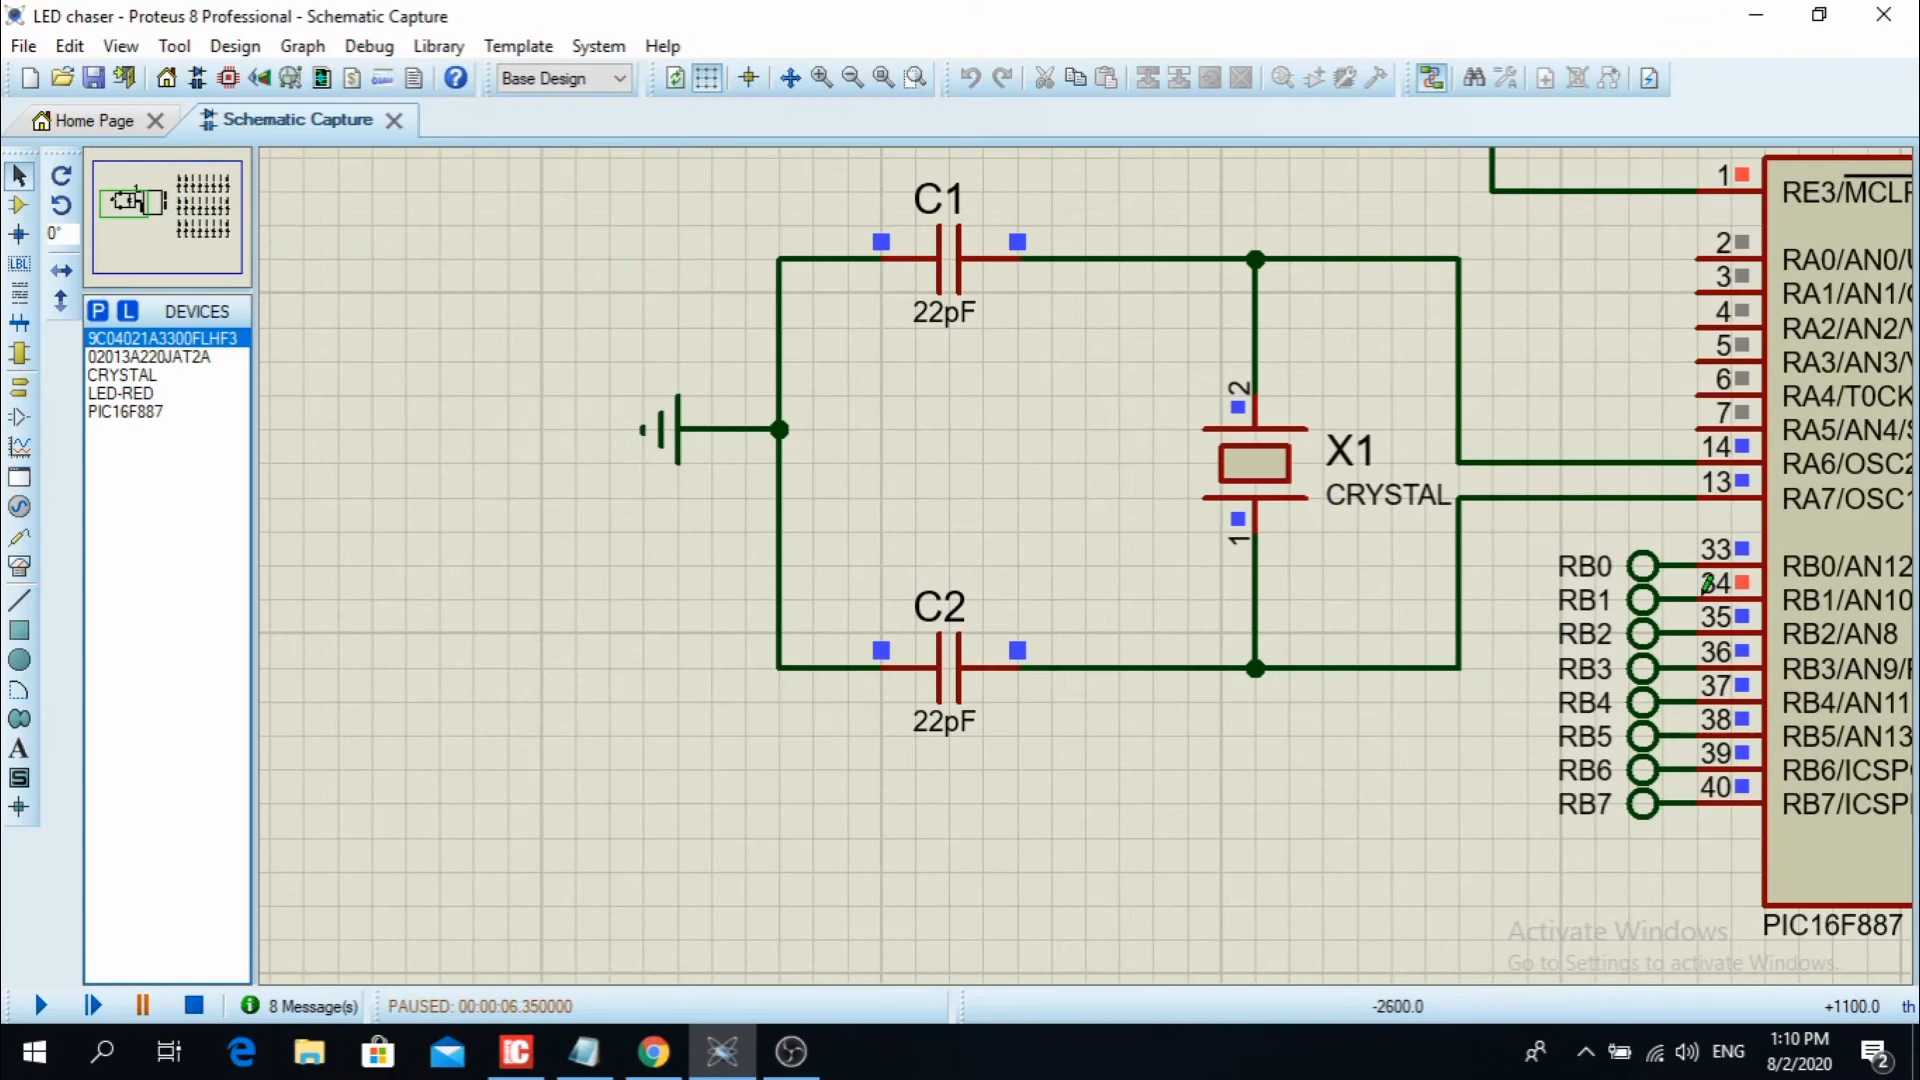 LED chaser - Proteus 8 Professional - Schematic Capture
File Edit View Tool Design Graph Debug Library Template System Help
Base Design
Home Page
Schematic Capture
0°
LBL
P L DEVICES
9C04021A3300FLHF3
02013A220JAT2A
CRYSTAL
LED-RED
PIC16F887
A
S
C1
22pF
C2
22pF
2
X1
CRYSTAL
1
1 RE3/MCLR
2 RA0/AN0/U
3 RA1/AN1/C
4 RA2/AN2/V
5 RA3/AN3/V
6 RA4/T0CK
7 RA5/AN4/S
14 RA6/OSC2
13 RA7/OSC1
RB0 33 RB0/AN12
RB1 34 RB1/AN10
RB2 35 RB2/AN8
RB3 36 RB3/AN9/P
RB4 37 RB4/AN11
RB5 38 RB5/AN13
RB6 39 RB6/ICSP
RB7 40 RB7/ICSP
PIC16F887
Activate Windows
Go to Settings to activate Windows.
8 Message(s) PAUSED: 00:00:06.350000 -2600.0 +1100.0 th
ENG
1:10 PM
8/2/2020
2